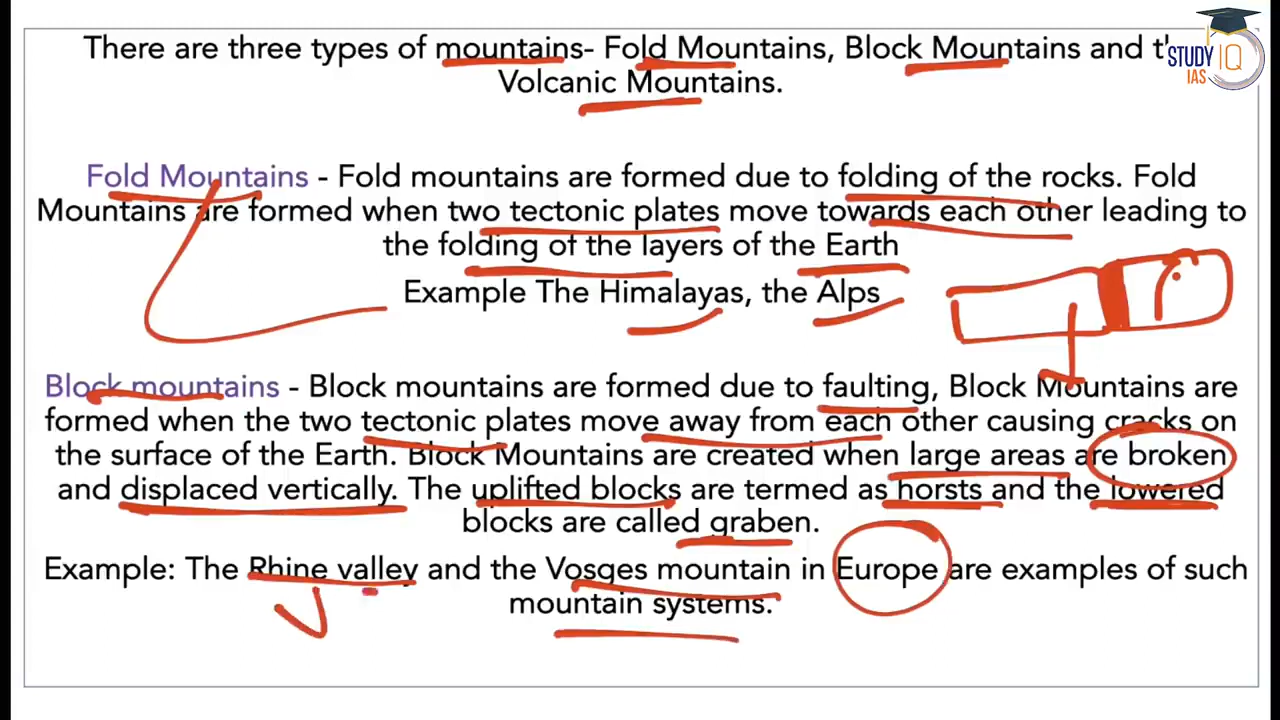 There are three types of mountains- Fold Mountains, Block Mountains and
Volcanic Mountains.
STUDY IQ
IAS
Fold Mountains - Fold mountains are formed due to folding of the rocks. Fold
Mountains are formed when two tectonic plates move towards each other leading to
the folding of the layers of the Earth
Example The Himalayas, the Alps
Block mountains - Block mountains are formed due to faulting, Block Mountains are
formed when the two tectonic plates move away from each other causing cracks on
the surface of the Earth. Block Mountains are created when large areas are broken
and displaced vertically. The uplifted blocks are termed as horsts and the lowered
blocks are called graben.
Example: The Rhine valley and the Vosges mountain in Europe are examples of such
mountain systems.